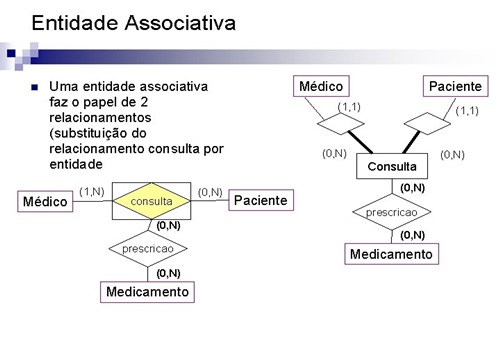 Entidade Associativa
Uma entidade associativa
faz o papel de 2
relacionamentos
(substituição do
relacionamento consulta por
entidade
Médico
(1,N)
consulta
(0,N)
Paciente
(0,N)
prescricao
(0,N)
Medicamento
Médico
Paciente
(1,1)
(1,1)
(0,N)
Consulta
(0,N)
(0,N)
prescricao
(0,N)
Medicamento